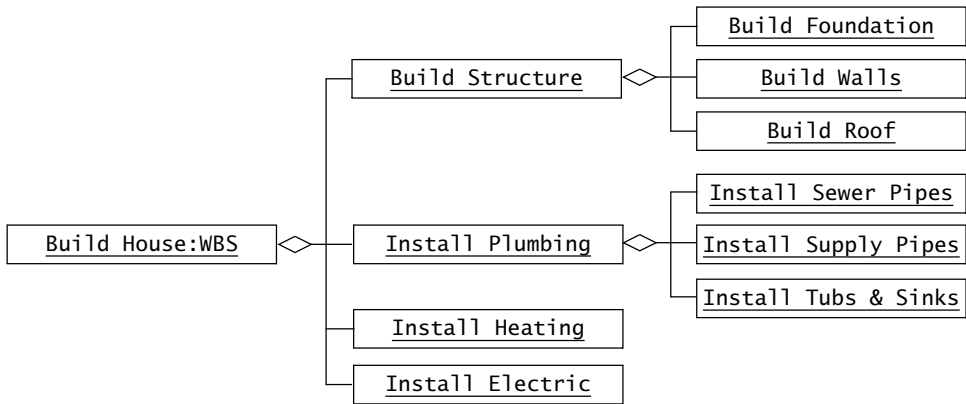 Build Foundation
Build Structure
Build Walls
Build Roof
Install Sewer Pipes
Build House:WBS
Install Plumbing
Install Supply Pipes
Install Tubs & Sinks
Install Heating
Install Electric